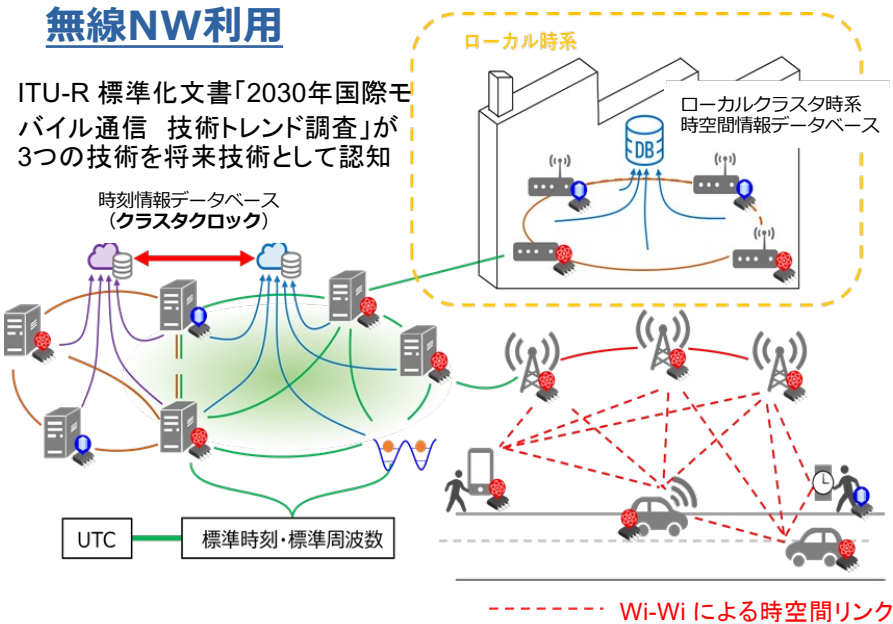 無線NW利用
ITU-R 標準化文書「2030年国際モ
バイル通信 技術トレンド調査」が
3つの技術を将来技術として認知
時刻情報データベース
（クラスタクロック）
ローカル時系
ローカルクラスタ時系
時空間情報データベース
DB
UTC
標準時刻・標準周波数
Wi-Wi による時空間リンク